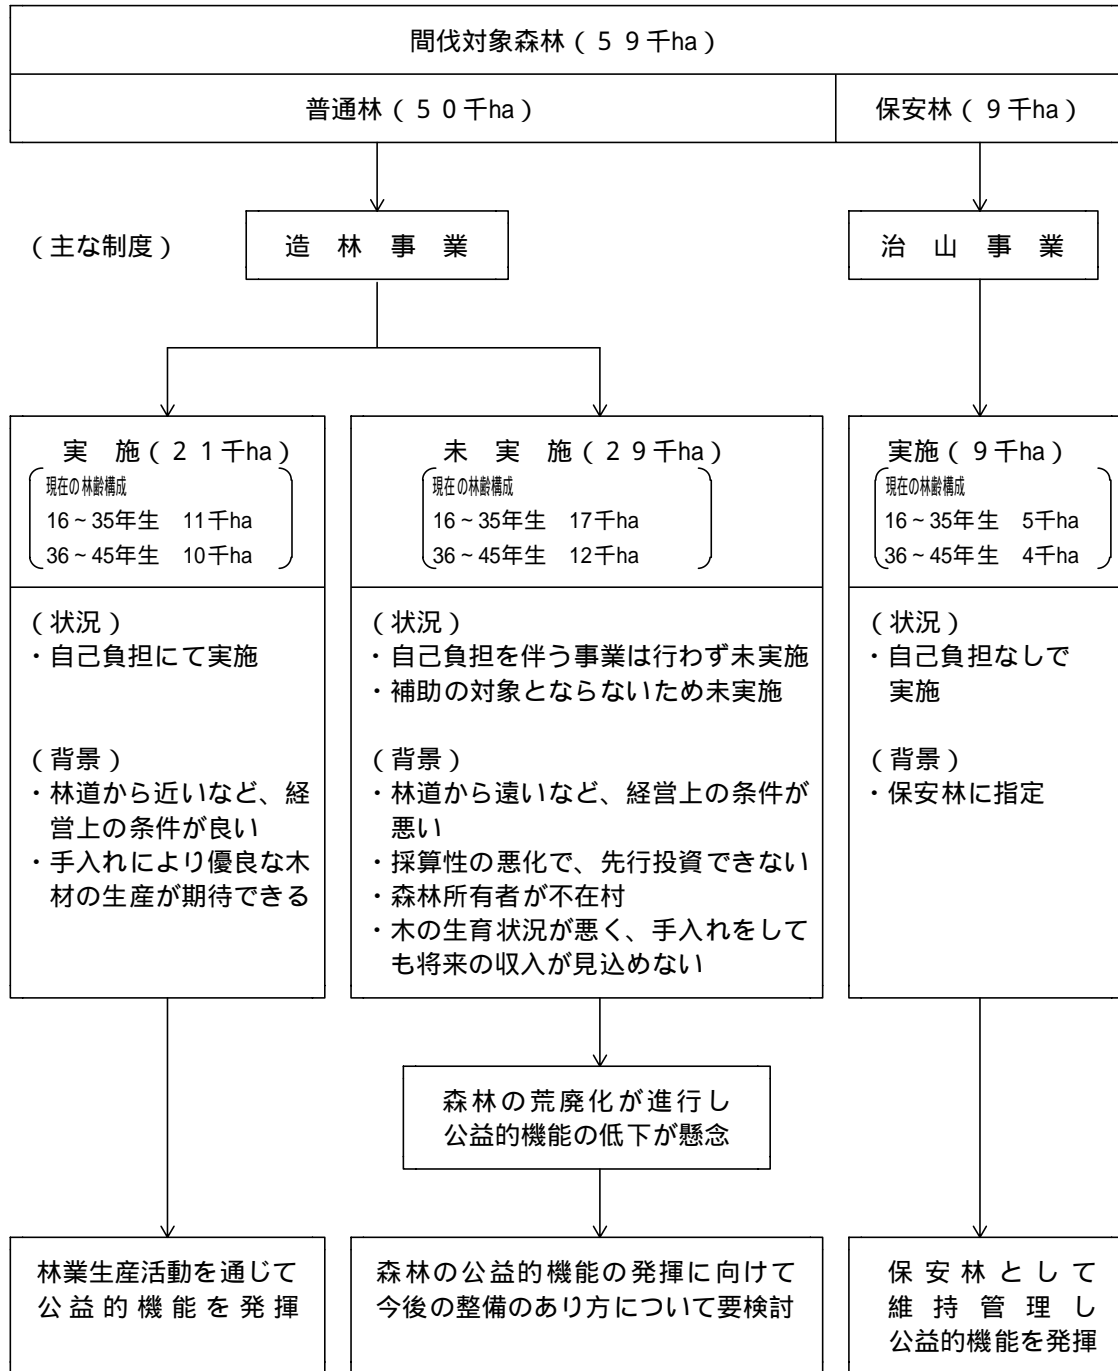 間伐対象森林(59千ha)
普通林(50千ha)
保安林(9千ha)
(主な制度)
造林事業
治山事業
実施(21千ha)
現在の林齢構成
16~35年生 11千ha
36~45年生 10千ha
(状況)
・自己負担にて実施
(背景)
・林道から近いなど、経
営上の条件が良い
・手入れにより優良な木
材の生産が期待できる
未実施(29千ha)
現在の林齢構成
16~35年生 17千ha
36~45年生 12千ha
(状況)
・自己負担を伴う事業は行わず未実施
・補助の対象とならないため未実施
(背景)
・林道から遠いなど、経営上の条件が
悪い
・採算性の悪化で、先行投資できない
・森林所有者が不在村
・木の生育状況が悪く、手入れをして
も将来の収入が見込めない
実施(9千ha)
現在の林齢構成
16~35年生 5千ha
36~45年生 4千ha
(状況)
・自己負担なしで
実施
(背景)
・保安林に指定
森林の荒廃化が進行し
公益的機能の低下が懸念
林業生産活動を通じて
公益的機能を発揮
森林の公益的機能の発揮に向けて
今後の整備のあり方について要検討
保安林として
維持管理し
公益的機能を発揮